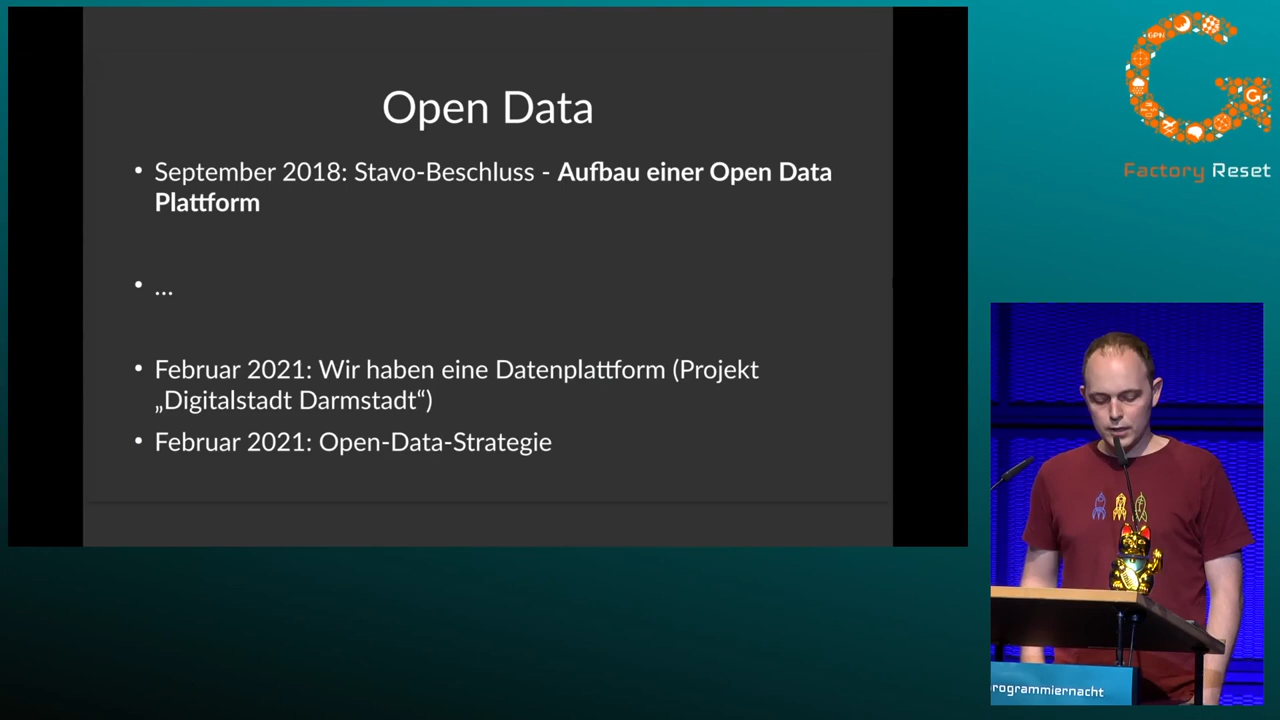 Open Data
• September 2018: Stavo-Beschluss - Aufbau einer Open Data
Plattform
• ...
• Februar 2021: Wir haben eine Datenplattform (Projekt
„Digitalstadt Darmstadt“)
• Februar 2021: Open-Data-Strategie
Factory Reset
programmiernacht